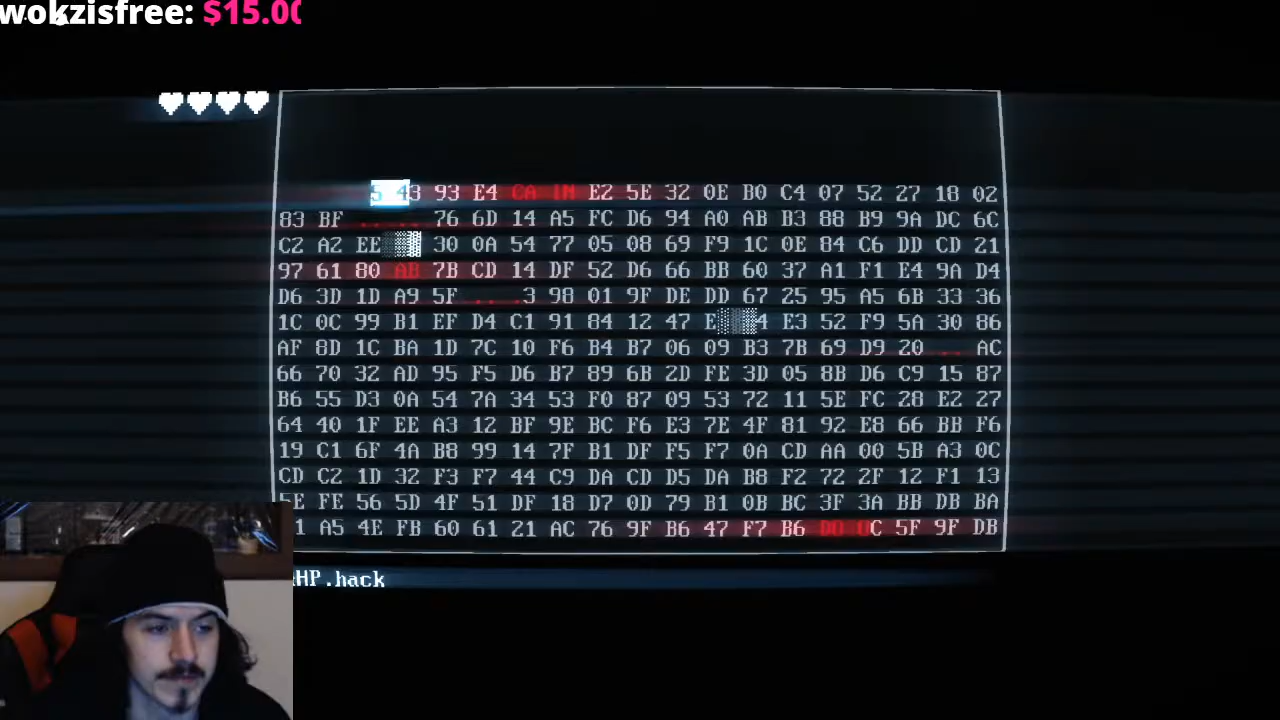 wokzisfree: $15.00
5 43 93 E4 CA IN E2 5E 32 0E B0 C4 07 52 27 18 02
83 BF .. .. 76 6D 14 A5 FC D6 94 A0 AB B3 88 B9 9A DC 6C
C2 A2 EE 30 0A 54 77 05 08 69 F9 1C 0E 84 C6 DD CD 21
97 61 80 AB 7B CD 14 DF 52 D6 66 BB 60 37 A1 F1 E4 9A D4
D6 3D 1D A9 5F .. .3 98 01 9F DE DD 67 25 95 A5 6B 33 36
1C 0C 99 B1 EF D4 C1 91 84 12 47 E 4 E3 52 F9 5A 30 86
AF 8D 1C BA 1D 7C 10 F6 B4 B7 06 09 B3 7B 69 D9 20 .. AC
66 70 32 AD 95 F5 D6 B7 89 6B 2D FE 3D 05 8B D6 C9 15 87
B6 55 D3 0A 54 7A 34 53 F0 87 09 53 72 11 5E FC 28 E2 27
64 40 1F EE A3 12 BF 9E BC F6 E3 7E 4F 81 92 E8 66 BB F6
19 C1 6F 4A B8 99 14 7F B1 DF F5 F7 0A CD AA 00 5B A3 0C
CD C2 1D 32 F3 F7 44 C9 DA CD D5 DA B8 F2 72 2F 12 F1 13
5E FE 56 5D 4F 51 DF 18 D7 0D 79 B1 0B BC 3F 3A BB DB BA
1 A5 4E FB 60 61 21 AC 76 9F B6 47 F7 B6 DO O C 5F 9F DB
HP.hack